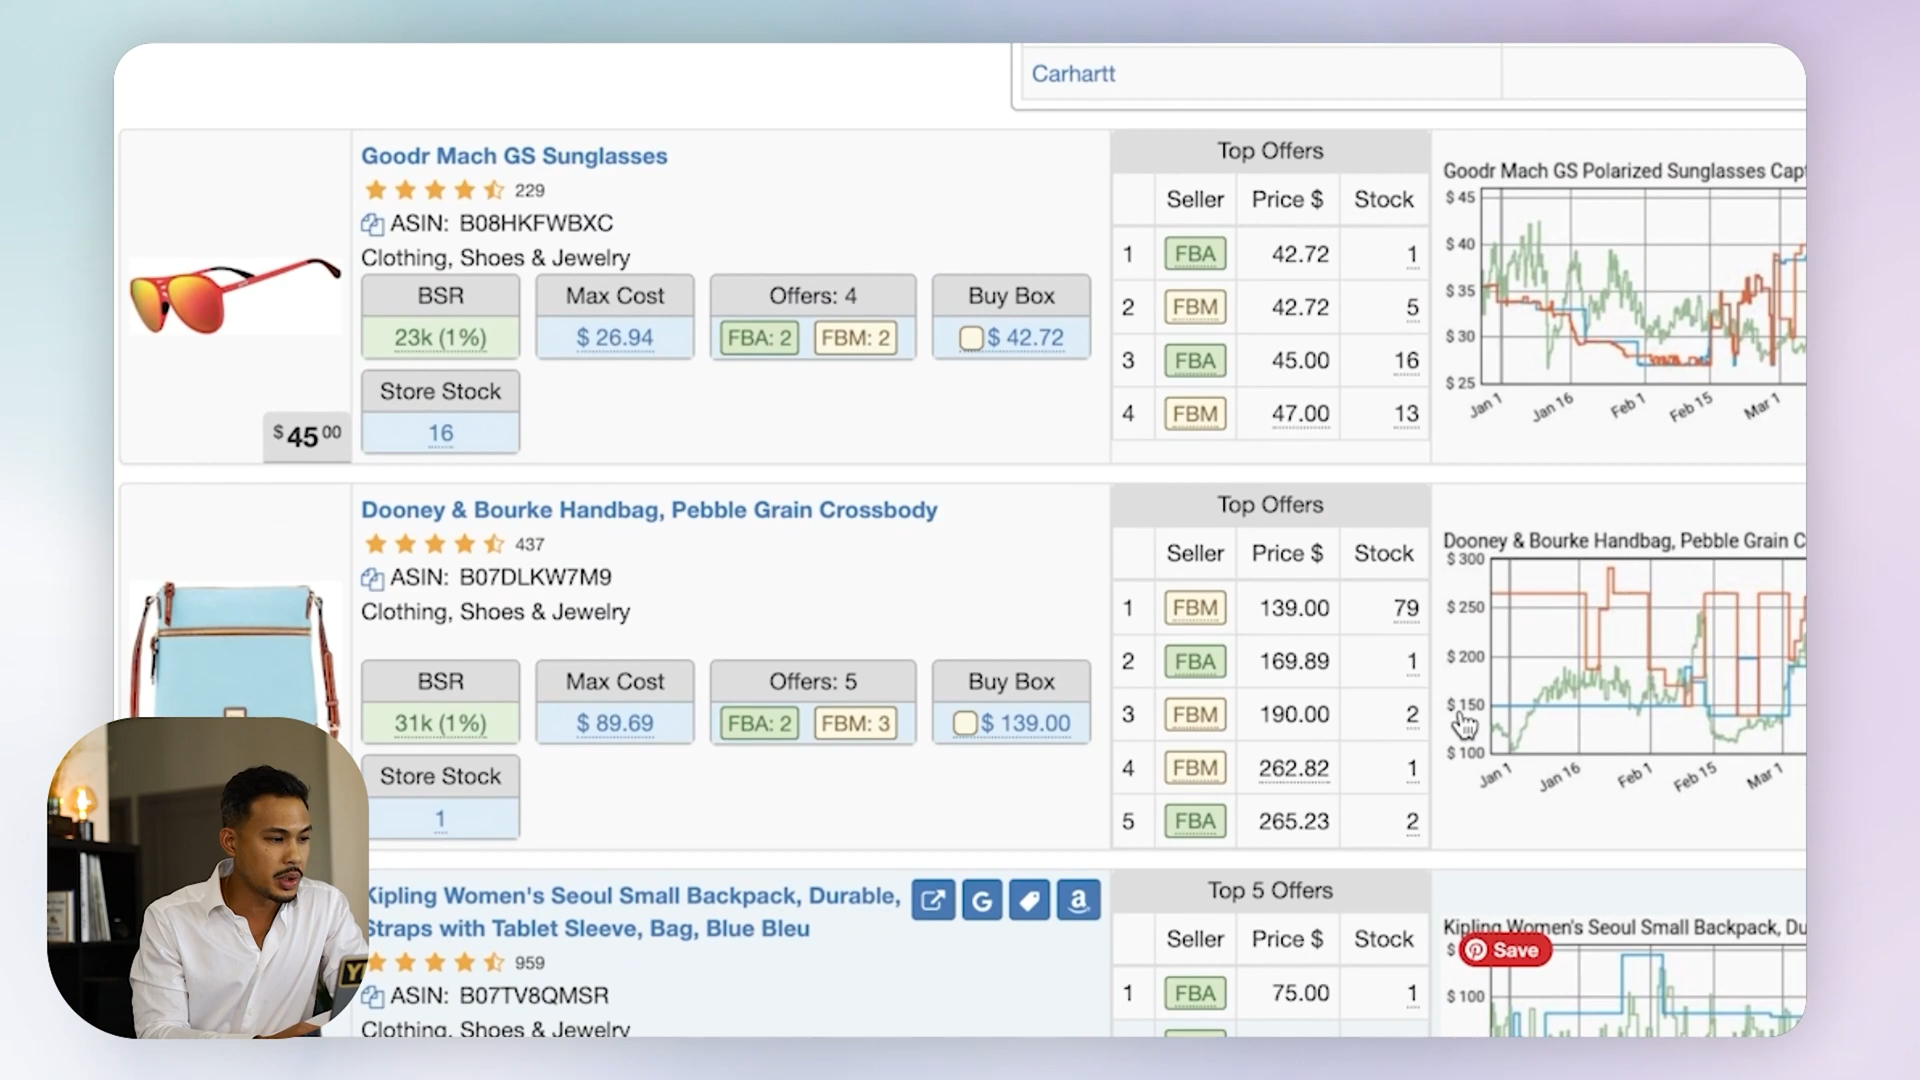 Carhartt
Goodr Mach GS Sunglasses
229
ASIN: B08HKFWBXC
Clothing, Shoes & Jewelry
BSR
23k (1%)
Max Cost
$ 26.94
Offers: 4
FBA: 2 FBM: 2
Buy Box
$ 42.72
Store Stock
16
$45 00
Top Offers
Seller Price $ Stock
1 FBA 42.72 1
2 FBM 42.72 5
3 FBA 45.00 16
4 FBM 47.00 13
Goodr Mach GS Polarized Sunglasses Capt
$ 45
$ 40
$ 35
$ 30
$ 25
Jan 1 Jan 16 Feb 1 Feb 15 Mar 1
Dooney & Bourke Handbag, Pebble Grain Crossbody
437
ASIN: B07DLKW7M9
Clothing, Shoes & Jewelry
BSR
31k (1%)
Max Cost
$ 89.69
Offers: 5
FBA: 2 FBM: 3
Buy Box
$ 139.00
Store Stock
1
Top Offers
Seller Price $ Stock
1 FBM 139.00 79
2 FBA 169.89 1
3 FBM 190.00 2
4 FBM 262.82 1
5 FBA 265.23 2
Dooney & Bourke Handbag, Pebble Grain C
$ 300
$ 250
$ 200
$ 150
$ 100
Jan 1 Jan 16 Feb 1 Feb 15 Mar 1
Kipling Women's Seoul Small Backpack, Durable,
Straps with Tablet Sleeve, Bag, Blue Bleu
G a
959
ASIN: B07TV8QMSR
Clothing, Shoes & Jewelry
Top 5 Offers
Seller Price $ Stock
1 FBA 75.00 1
Kipling Women's Seoul Small Backpack, Du
Save
$ 100